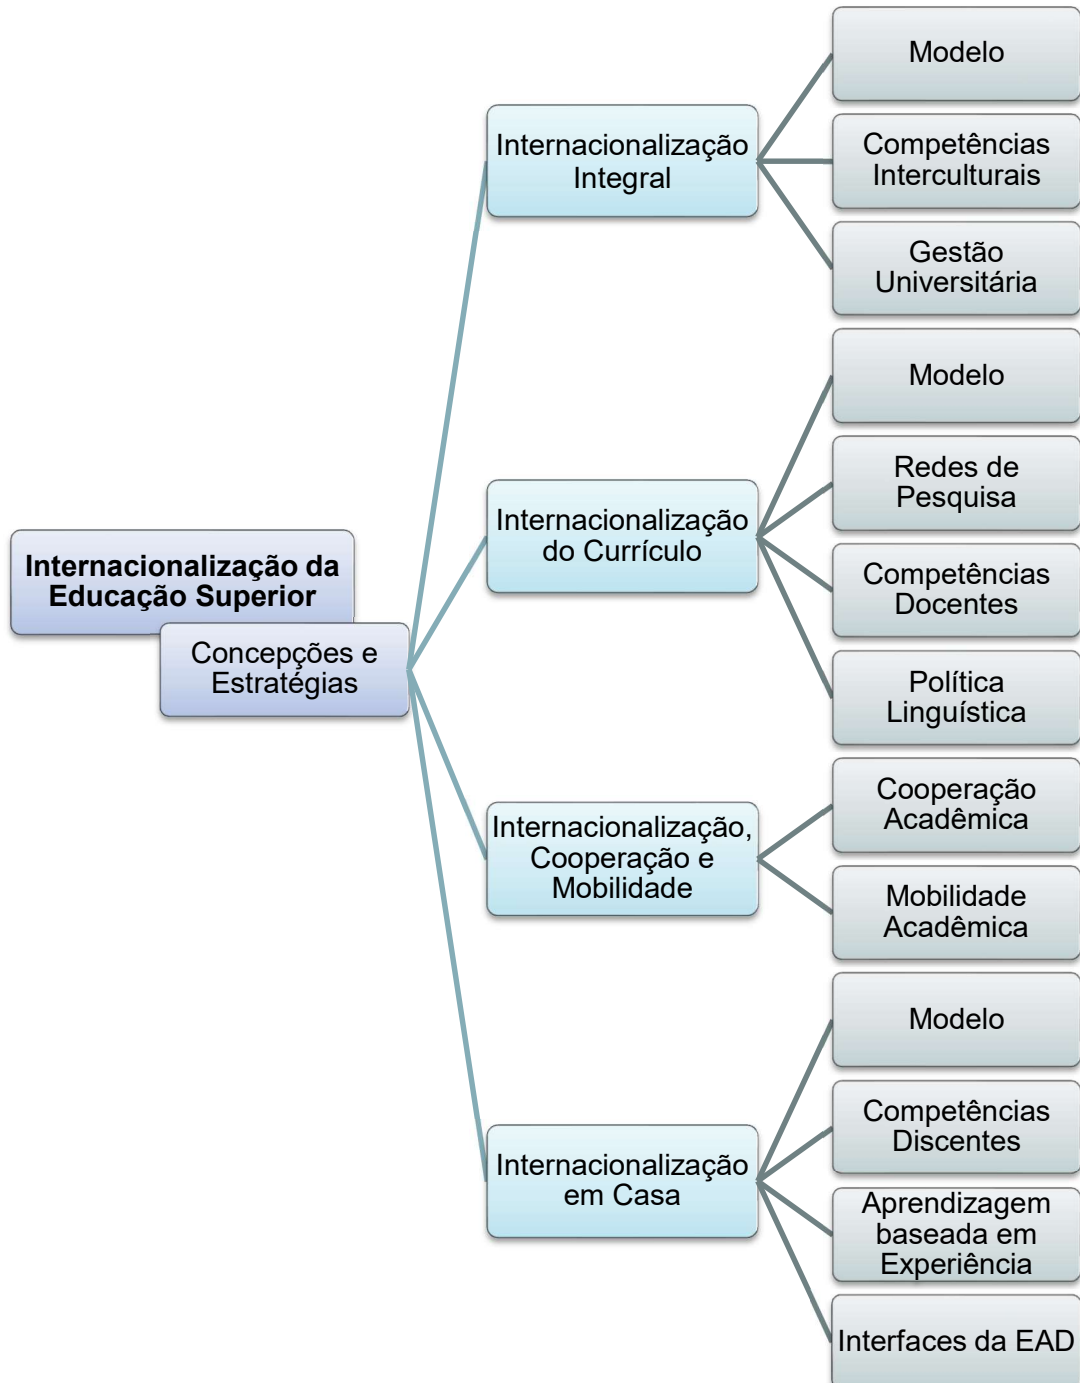 Internacionalização da
Educação Superior
Concepções e
Estratégias
Internacionalização
Integral
Modelo
Competências
Interculturais
Gestão
Universitária
Internacionalização
do Currículo
Modelo
Redes de
Pesquisa
Competências
Docentes
Política
Linguística
Internacionalização,
Cooperação e
Mobilidade
Cooperação
Acadêmica
Mobilidade
Acadêmica
Internacionalização
em Casa
Modelo
Competências
Discentes
Aprendizagem
baseada em
Experiência
Interfaces da EAD